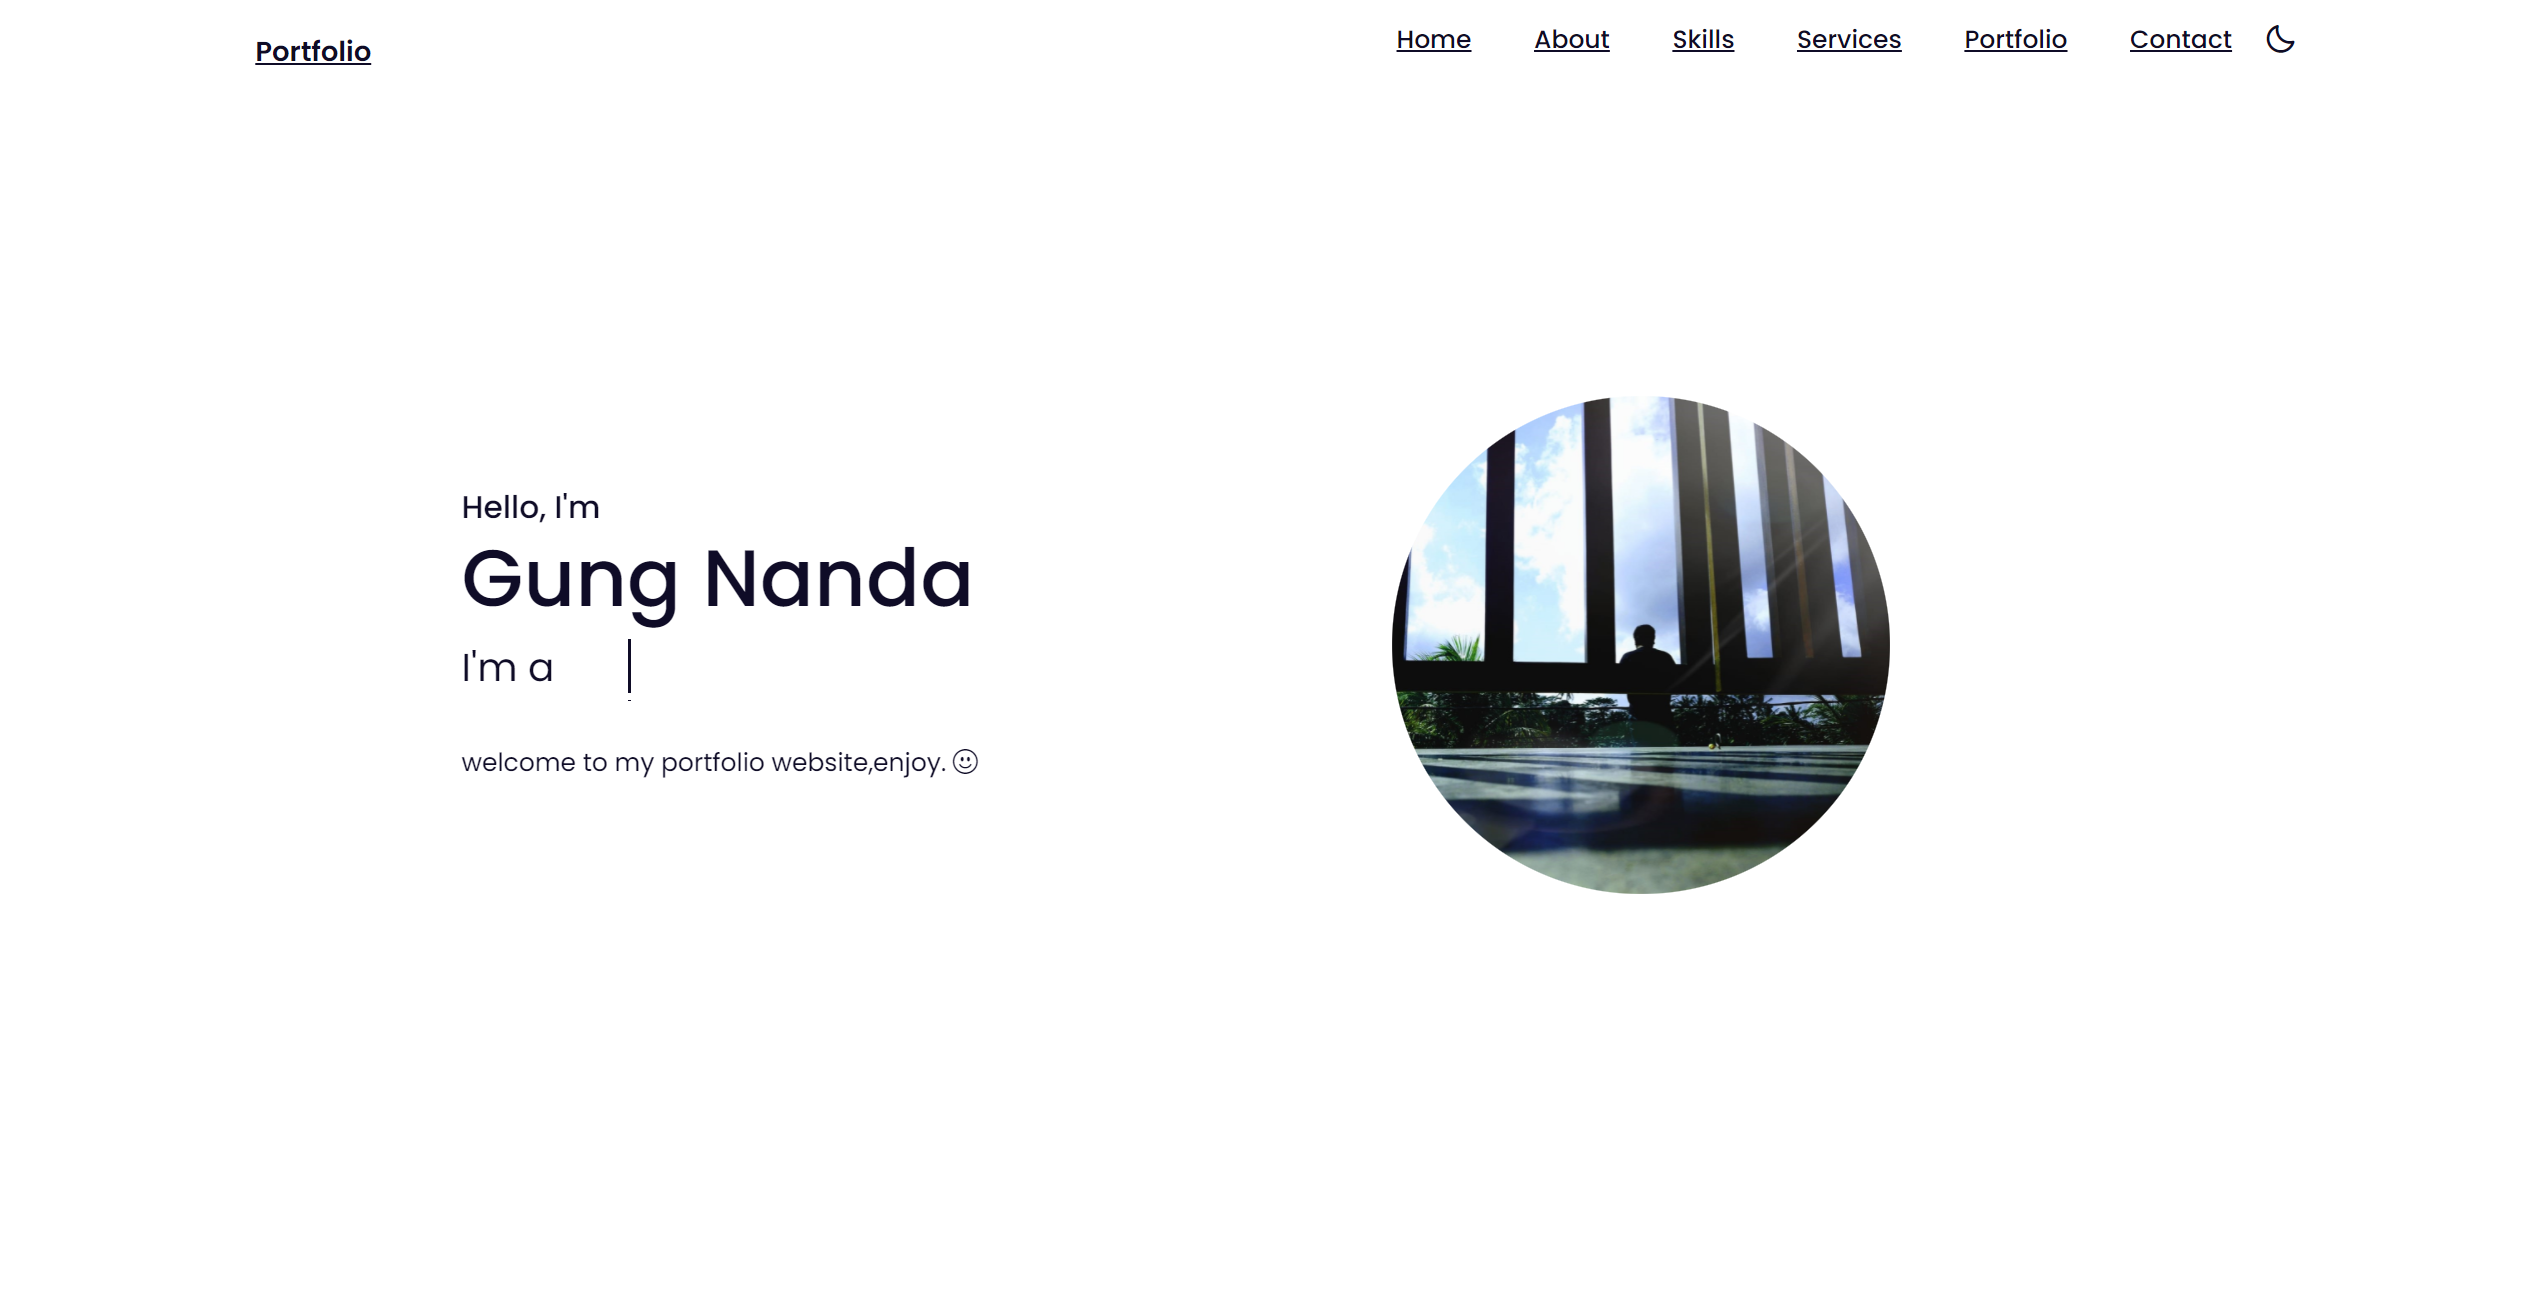 Portfolio
Home About Skills Services Portfolio Contact
Hello, I'm
Gung Nanda
I'm a
welcome to my portfolio website,enjoy.